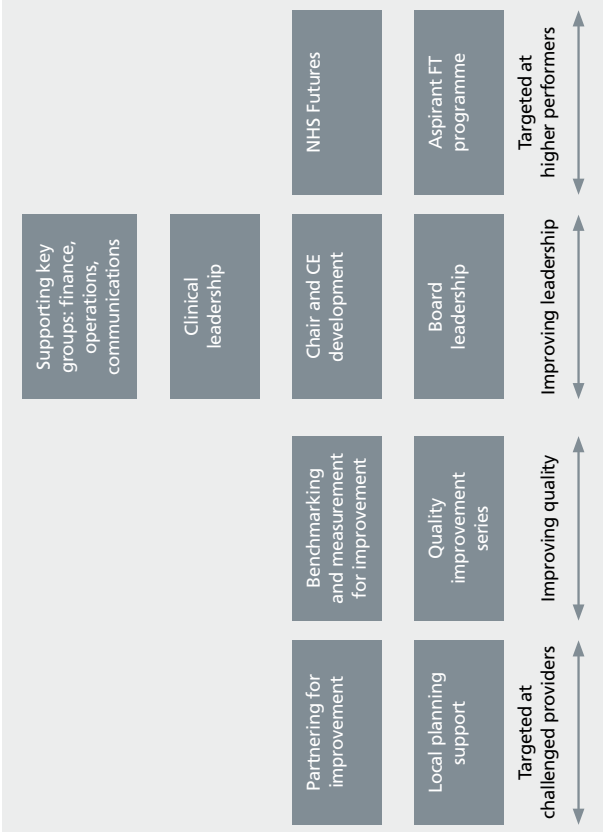 Supporting key
groups: finance,
operations,
communications
Clinical
leadership
Partnering for
improvement
Benchmarking
and measurement
for improvement
Chair and CE
development
NHS Futures
Local planning
support
Quality
improvement
series
Board
leadership
Aspirant FT
programme
Targeted at
challenged providers
Improving quality
Improving leadership
Targeted at
higher performers